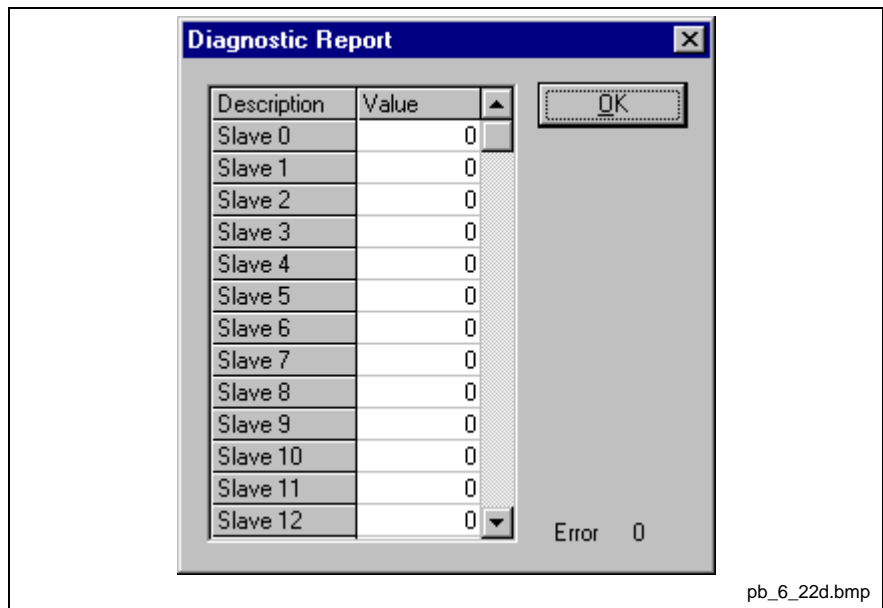 Diagnostic Report
Description Value
OK
Slave 0 0
Slave 1 0
Slave 2 0
Slave 3 0
Slave 4 0
Slave 5 0
Slave 6 0
Slave 7 0
Slave 8 0
Slave 9 0
Slave 10 0
Slave 11 0
Slave 12 0
Error 0
pb_6_22d.bmp